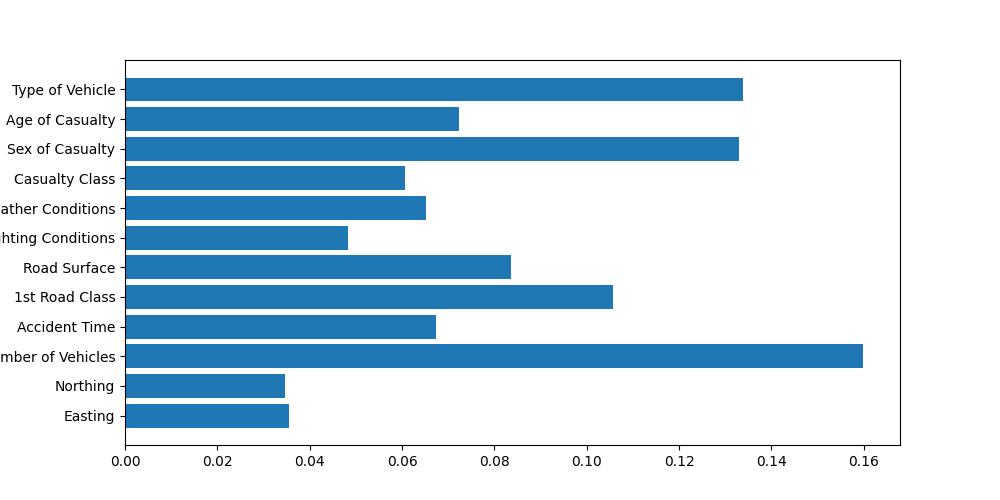 Type of Vehicle
Age of Casualty
Sex of Casualty
Casualty Class
ather Conditions
hting Conditions
Road Surface
1st Road Class
Accident Time
mber of Vehicles
Northing
Easting
0.00 0.02 0.04 0.06 0.08 0.10 0.12 0.14 0.16